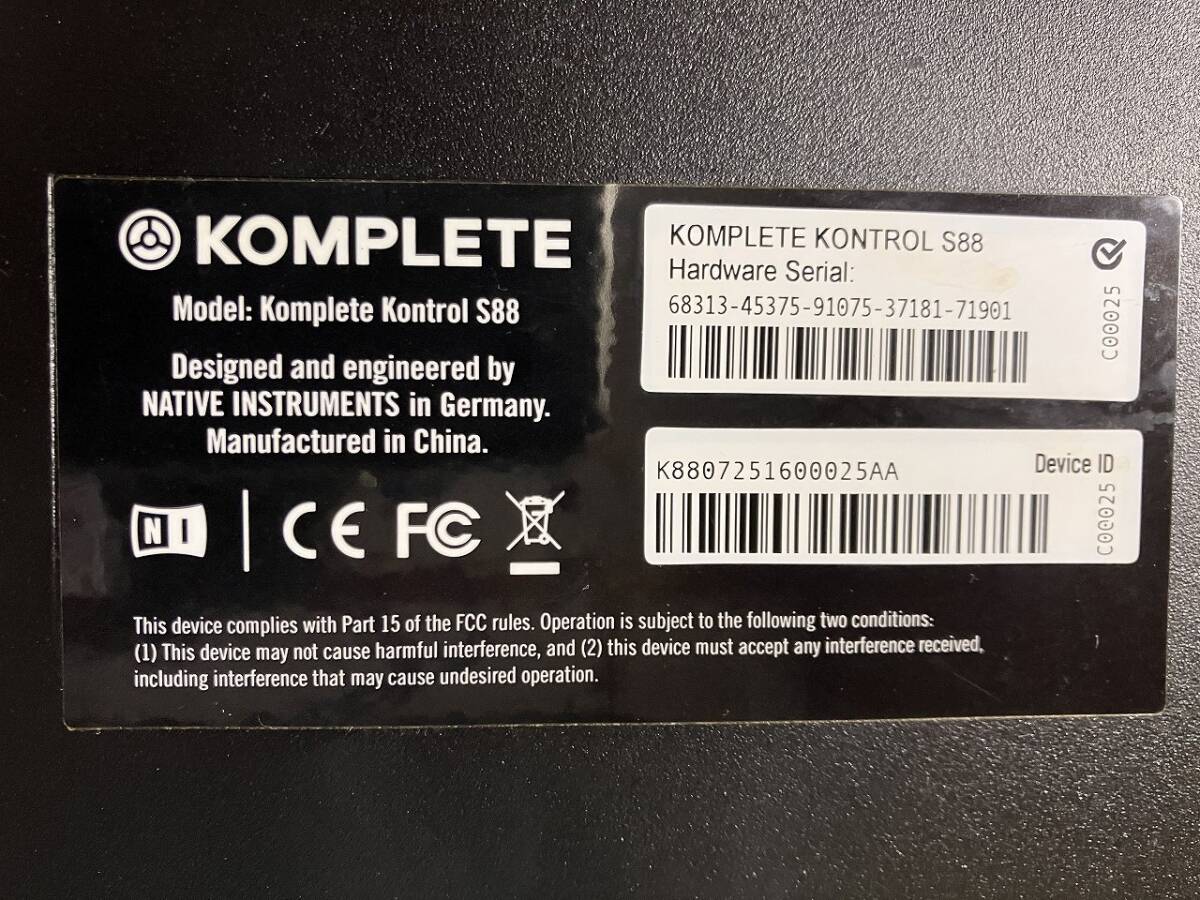 KOMPLETE
Model: Komplete Kontrol S88
Designed and engineered by
NATIVE INSTRUMENTS in Germany.
Manufactured in China.
NI
CE FC
This device complies with Part 15 of the FCC rules. Operation is subject to the following two conditions:
(1) This device may not cause harmful interference, and (2) this device must accept any interference received,
including interference that may cause undesired operation.
KOMPLETE KONTROL S88
Hardware Serial:
68313-45375-91075-37181-71901
C00025
K8807251600025AA
Device ID
C00025